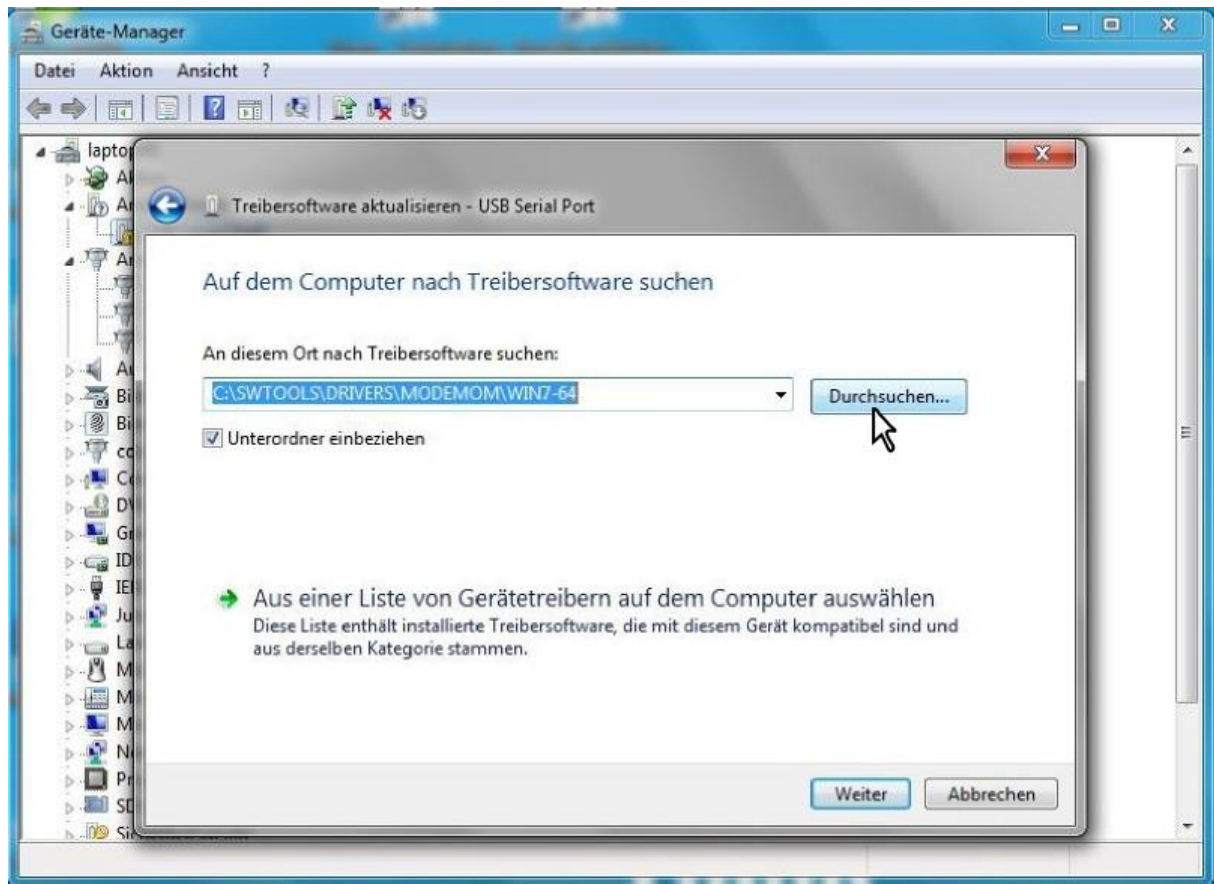 Geräte-Manager
Datei Aktion Ansicht ?
laptop
Treibersoftware aktualisieren - USB Serial Port
Auf dem Computer nach Treibersoftware suchen
An diesem Ort nach Treibersoftware suchen:
C:\SWTOOLS\DRIVERS\MODEMOM\WIN7-64
Durchsuchen...
Unterordner einbeziehen
Aus einer Liste von Gerätetreibern auf dem Computer auswählen
Diese Liste enthält installierte Treibersoftware, die mit diesem Gerät kompatibel sind und
aus derselben Kategorie stammen.
Weiter Abbrechen